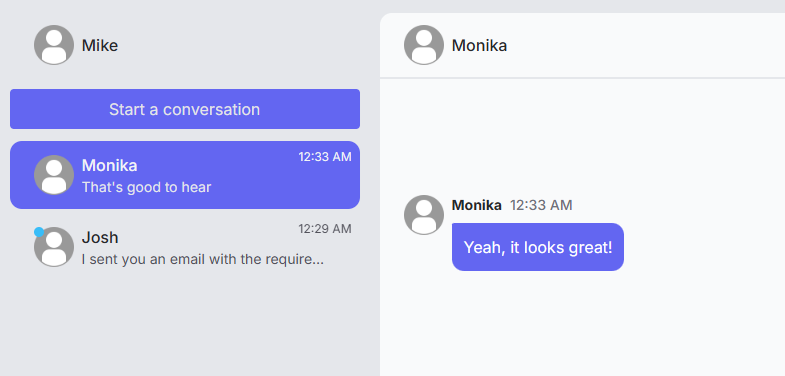 Mike
Start a conversation
Monika
12:33 AM
That's good to hear
Josh
12:29 AM
I sent you an email with the require...
Monika
Monika 12:33 AM
Yeah, it looks great!